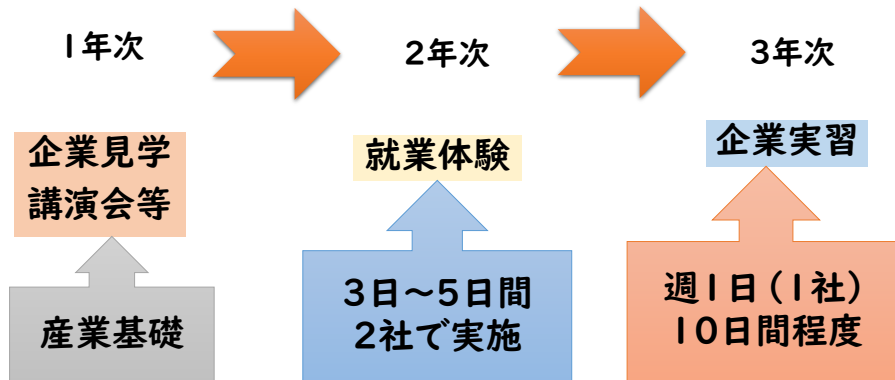 1年次
2年次
3年次
企業見学
講演会等
就業体験
企業実習
産業基礎
3日～5日間
2社で実施
週1日（1社）
10日間程度